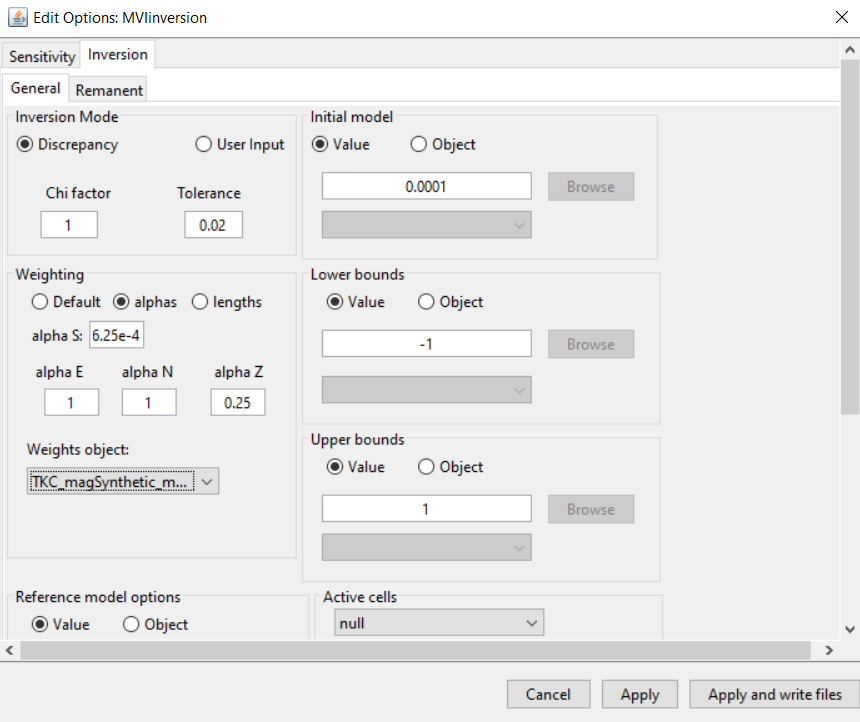 Edit Options: MVIinversion
Sensitivity Inversion
General Remanent
Inversion Mode
Discrepancy User Input
Chi factor Tolerance
1 0.02
Initial model
Value Object
0.0001 Browse
Weighting
Default alphas lengths
alpha S: 6.25e-4
alpha E alpha N alpha Z
1 1 0.25
Weights object:
TKC_magSynthetic_m...
Lower bounds
Value Object
-1 Browse
Upper bounds
Value Object
1 Browse
Reference model options
Value Object
Active cells
null
Cancel Apply Apply and write files